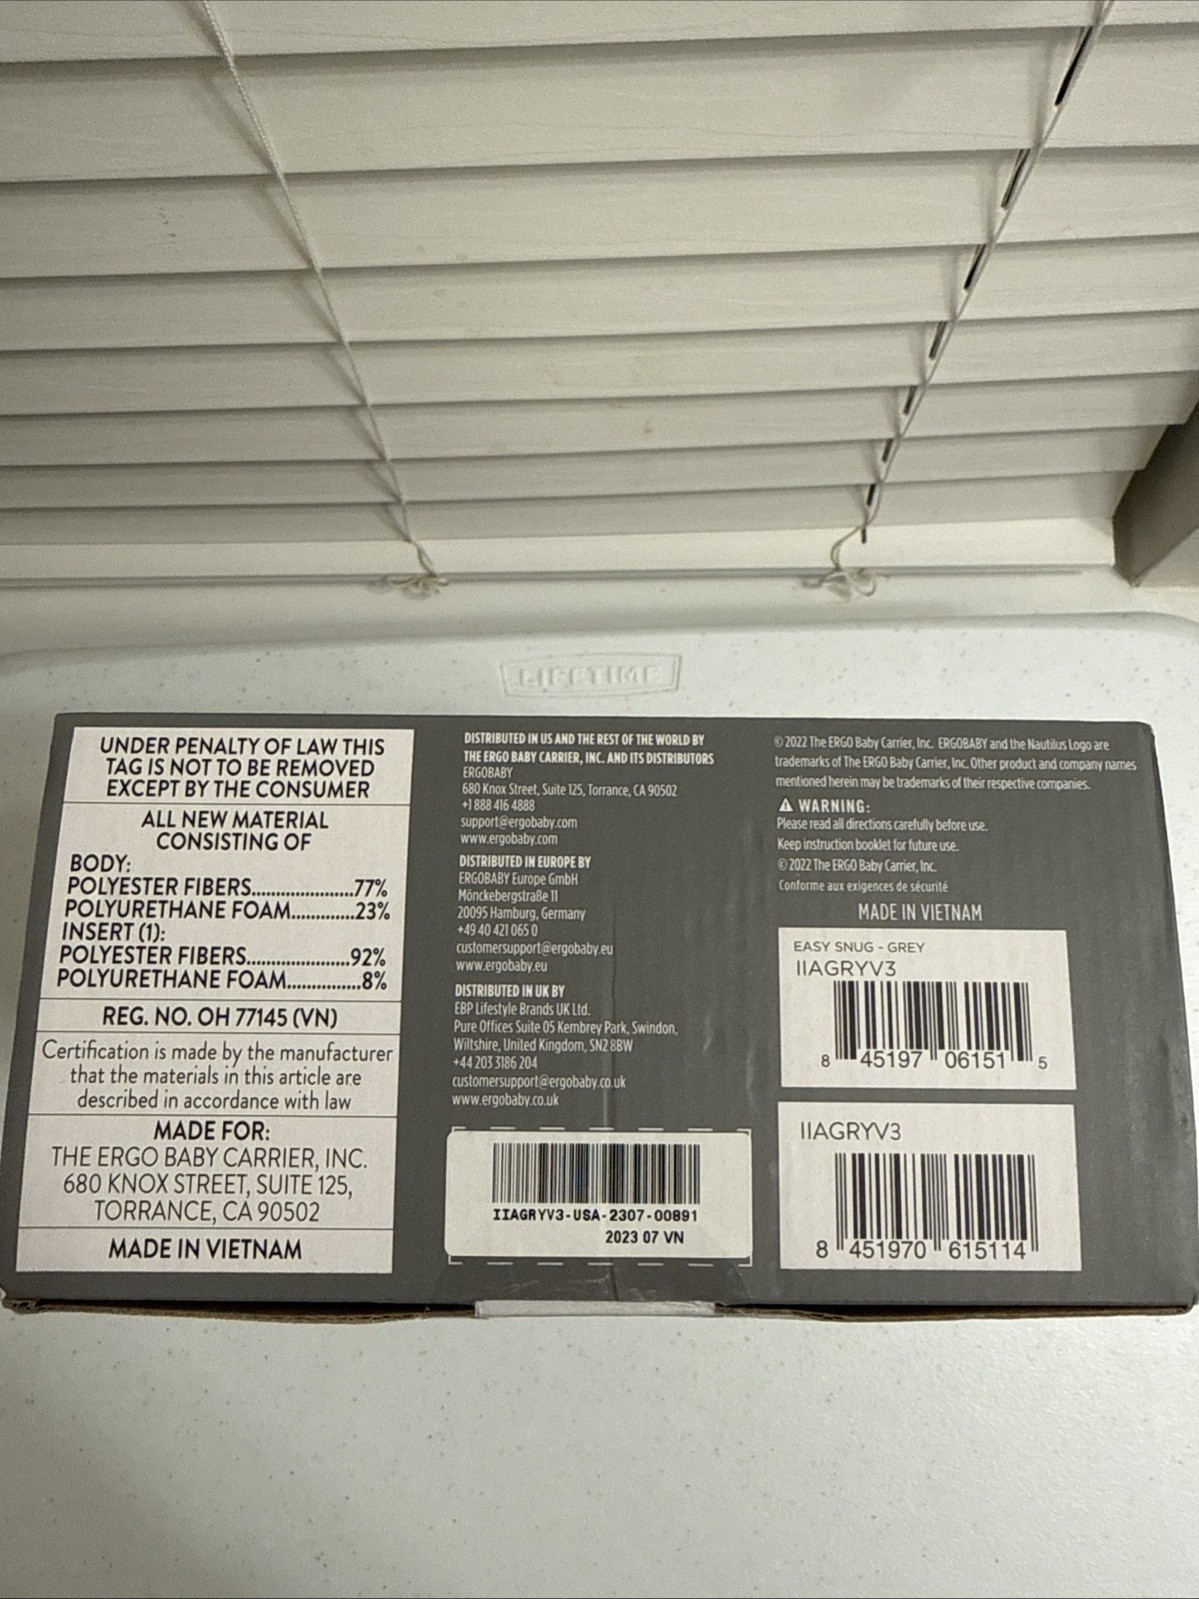 LIFETIME
UNDER PENALTY OF LAW THIS
TAG IS NOT TO BE REMOVED
EXCEPT BY THE CONSUMER
ALL NEW MATERIAL
CONSISTING OF
BODY:
POLYESTER FIBERS.....................77%
POLYURETHANE FOAM.............23%
INSERT (1):
POLYESTER FIBERS......................92%
POLYURETHANE FOAM...............8%
REG. NO. OH 77145 (VN)
Certification is made by the manufacturer
that the materials in this article are
described in accordance with law
MADE FOR:
THE ERGO BABY CARRIER, INC.
680 KNOX STREET, SUITE 125,
TORRANCE, CA 90502
MADE IN VIETNAM
DISTRIBUTED IN US AND THE REST OF THE WORLD BY
THE ERGO BABY CARRIER, INC. AND ITS DISTRIBUTORS
ERGOBABY
680 Knox Street, Suite 125, Torrance, CA 90502
+1 888 416 4888
support@ergobaby.com
www.ergobaby.com
DISTRIBUTED IN EUROPE BY
ERGOBABY Europe GmbH
Mönckebergstraße 11
20095 Hamburg, Germany
+49 40 421 065 0
customersupport@ergobaby.eu
www.ergobaby.eu
DISTRIBUTED IN UK BY
EBP Lifestyle Brands UK Ltd.
Pure Offices Suite 05 Kembrey Park, Swindon,
Wiltshire, United Kingdom, SN2 8BW
+44 203 3186 204
customersupport@ergobaby.co.uk
www.ergobaby.co.uk
IIAGRYV3-USA-2307-00891
2023 07 VN
© 2022 The ERGO Baby Carrier, Inc. ERGOBABY and the Nautilus Logo are
trademarks of The ERGO Baby Carrier, Inc. Other product and company names
mentioned herein may be trademarks of their respective companies.
⚠ WARNING:
Please read all directions carefully before use.
Keep instruction booklet for future use.
© 2022 The ERGO Baby Carrier, Inc.
Conforme aux exigences de sécurité
MADE IN VIETNAM
EASY SNUG - GREY
IIAGRYV3
8 45197 06151 5
IIAGRYV3
8 451970 615114